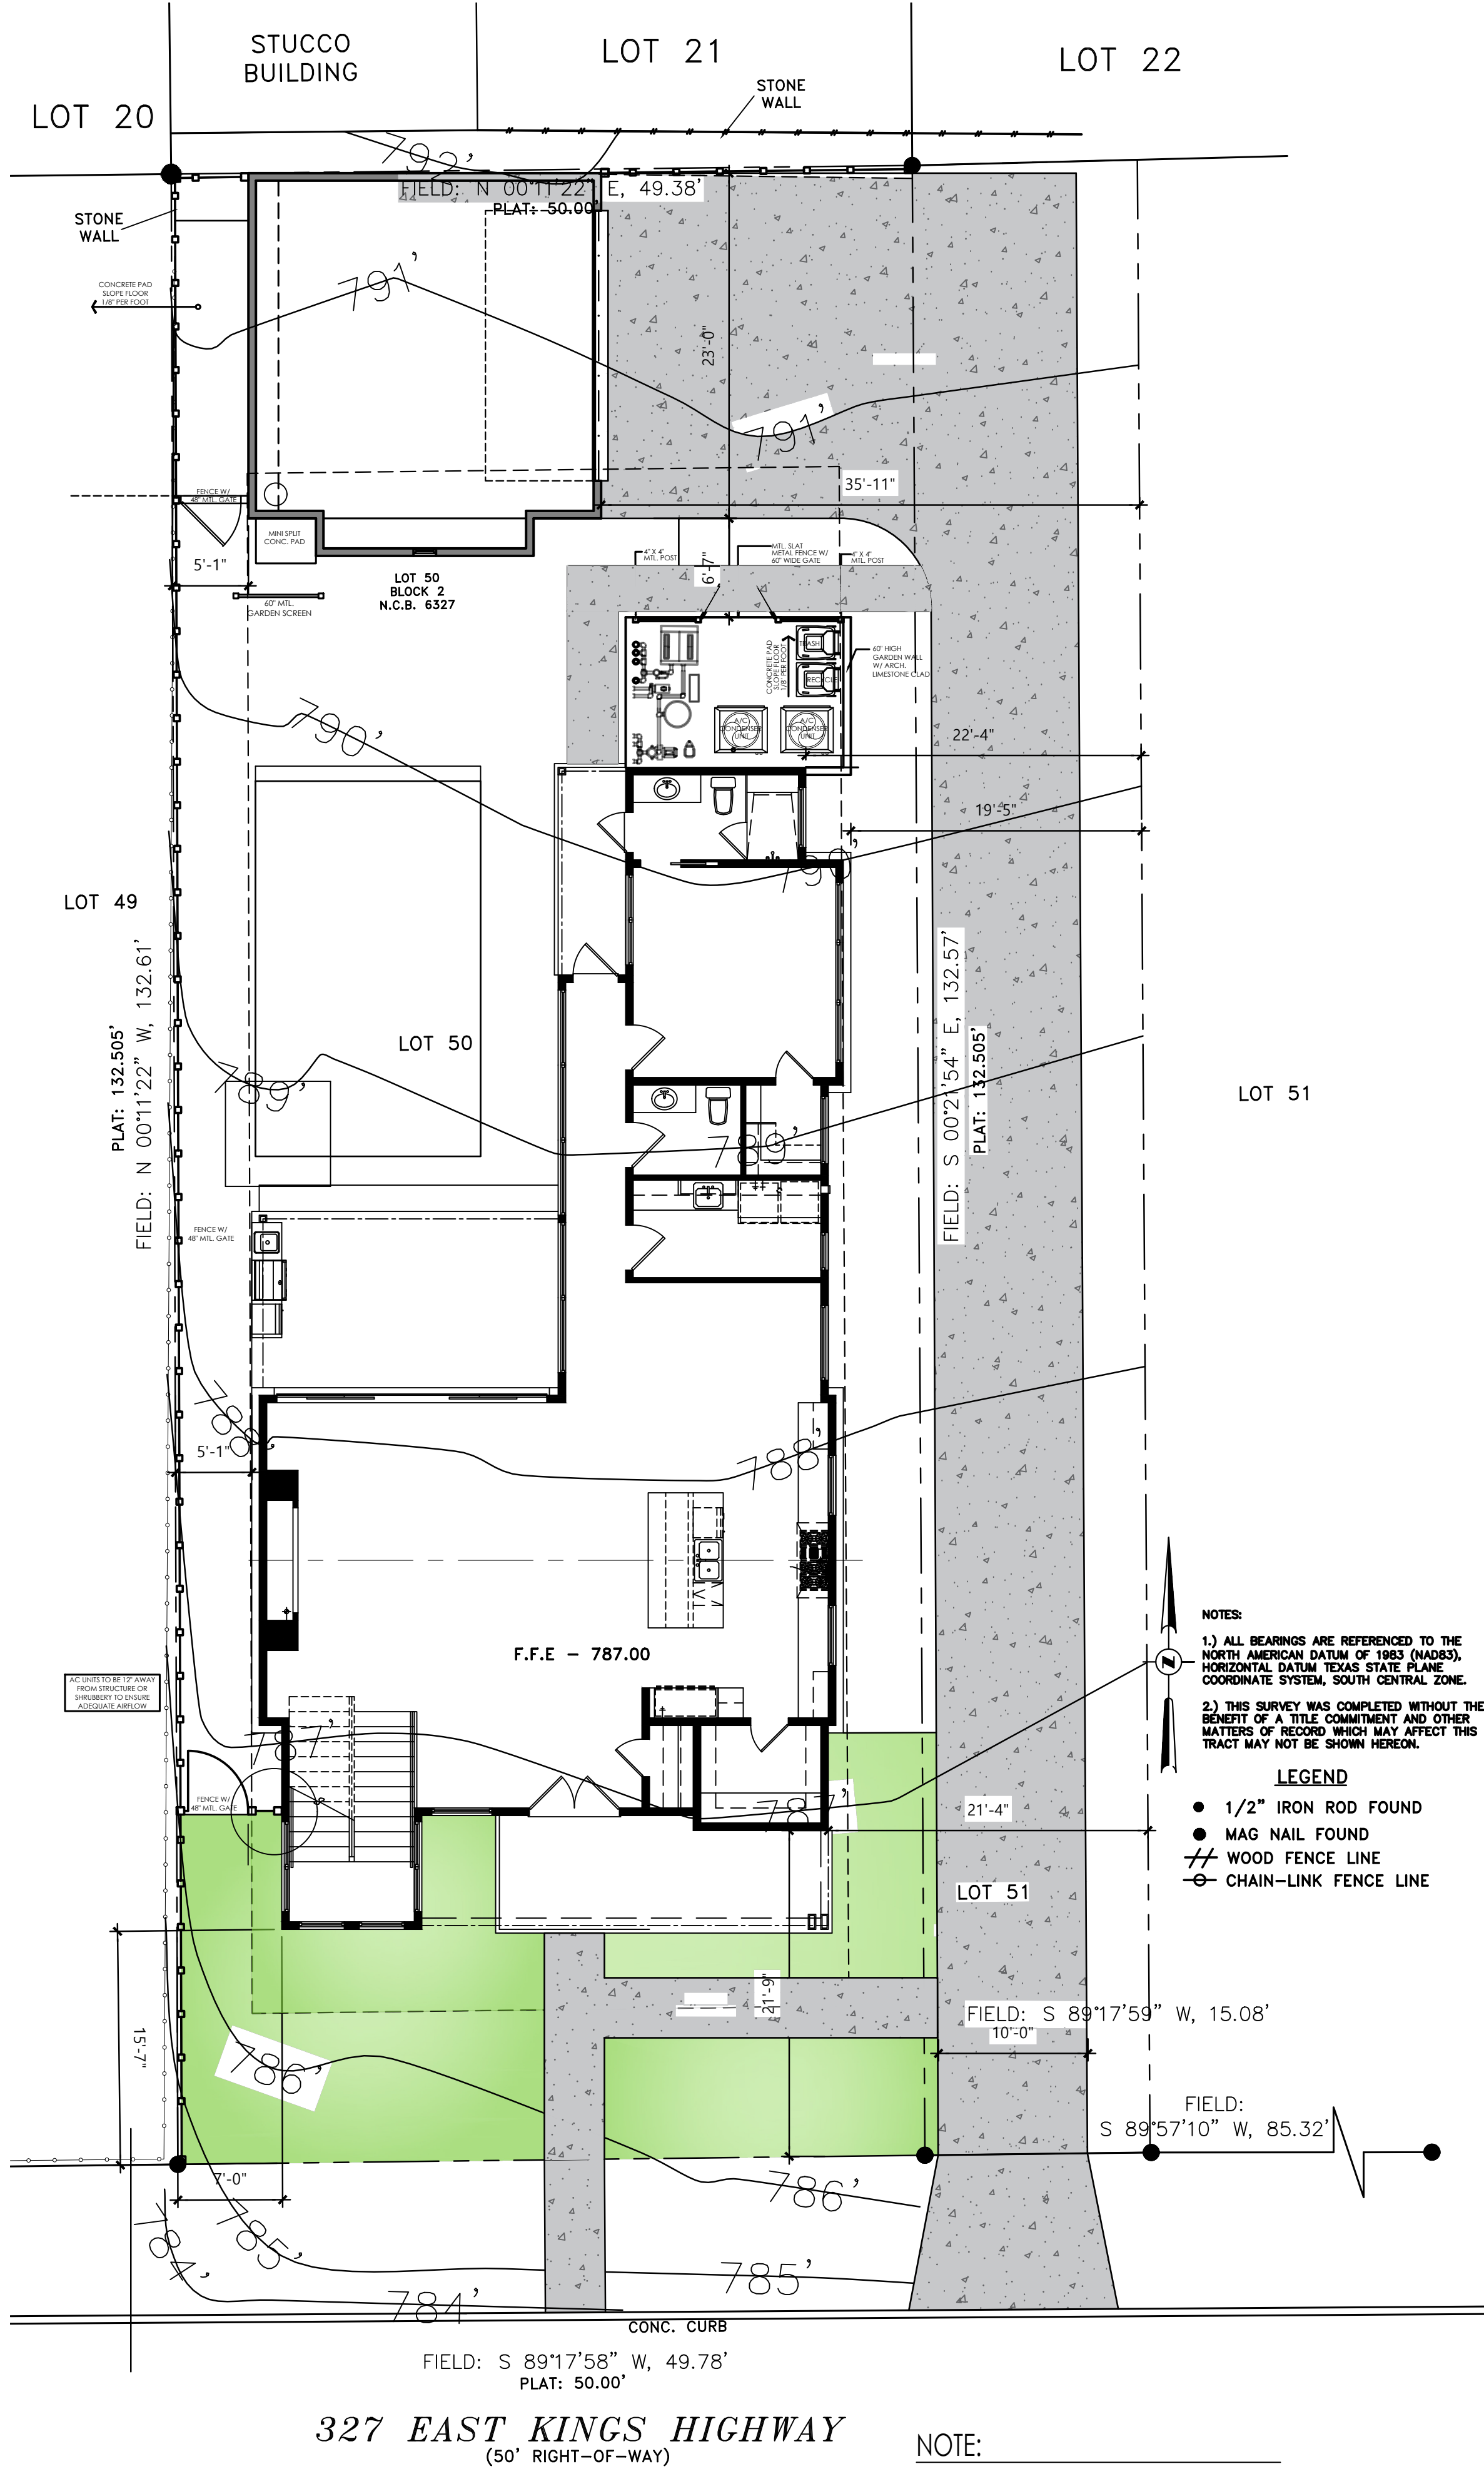 STUCCO
BUILDING
LOT 21
LOT 22
LOT 20
STONE
WALL
792'
FIELD: N 00°11'22" E, 49.38'
PLAT: 50.00'
STONE
WALL
791'
CONCRETE PAD
SLOPE FLOOR
1/8" PER FOOT
23'-0"
791'
35'-11"
FENCE W/
48" MTL. GATE
MINI SPLIT
CONC. PAD
5'-1"
4" X 4"
MTL. POST
MTL. SLAT
METAL FENCE W/
60" WIDE GATE
4" X 4"
MTL. POST
6'-7"
LOT 50
BLOCK 2
N.C.B. 6327
60" MTL.
GARDEN SCREEN
CONCRETE PAD
SLOPE FLOOR
1/8" PER FOOT
TRASH
RECYCLE
60" HIGH
GARDEN WALL
W/ ARCH.
LIMESTONE CLAD
A/C
CONDENSER
UNIT
A/C
CONDENSER
UNIT
790'
22'-4"
19'-5"
790'
LOT 49
PLAT: 132.505'
FIELD: N 00°11'22" W, 132.61'
FIELD: S 00°21'54" E, 132.57'
PLAT: 132.505'
LOT 50
789'
789'
LOT 51
FENCE W/
48" MTL. GATE
788'
5'-1"
788'
F.F.E - 787.00
AC UNITS TO BE 12" AWAY
FROM STRUCTURE OR
SHRUBBERY TO ENSURE
ADEQUATE AIRFLOW
787'
FENCE W/
48" MTL. GATE
787'
21'-4"
Z
NOTES:
1.) ALL BEARINGS ARE REFERENCED TO THE
NORTH AMERICAN DATUM OF 1983 (NAD83),
HORIZONTAL DATUM TEXAS STATE PLANE
COORDINATE SYSTEM, SOUTH CENTRAL ZONE.
2.) THIS SURVEY WAS COMPLETED WITHOUT THE
BENEFIT OF A TITLE COMMITMENT AND OTHER
MATTERS OF RECORD WHICH MAY AFFECT THIS
TRACT MAY NOT BE SHOWN HEREON.
LEGEND
1/2" IRON ROD FOUND
MAG NAIL FOUND
WOOD FENCE LINE
CHAIN-LINK FENCE LINE
LOT 51
21'-9"
FIELD: S 89°17'59" W, 15.08'
10'-0"
15'-7"
786'
FIELD:
S 89°57'10" W, 85.32'
7'-0"
786'
784'
785'
785'
784'
CONC. CURB
FIELD: S 89°17'58" W, 49.78'
PLAT: 50.00'
327 EAST KINGS HIGHWAY
(50' RIGHT-OF-WAY)
NOTE: